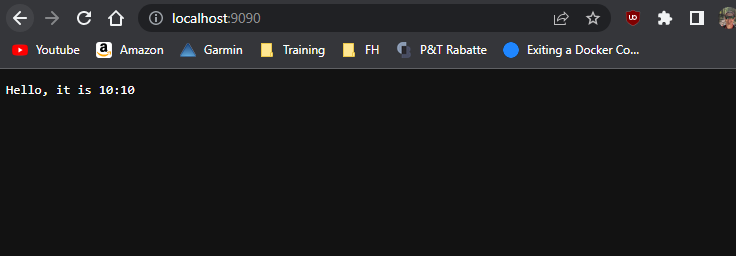 localhost:9090
Youtube Amazon Garmin Training FH P&T Rabatte Exiting a Docker Co...
Hello, it is 10:10